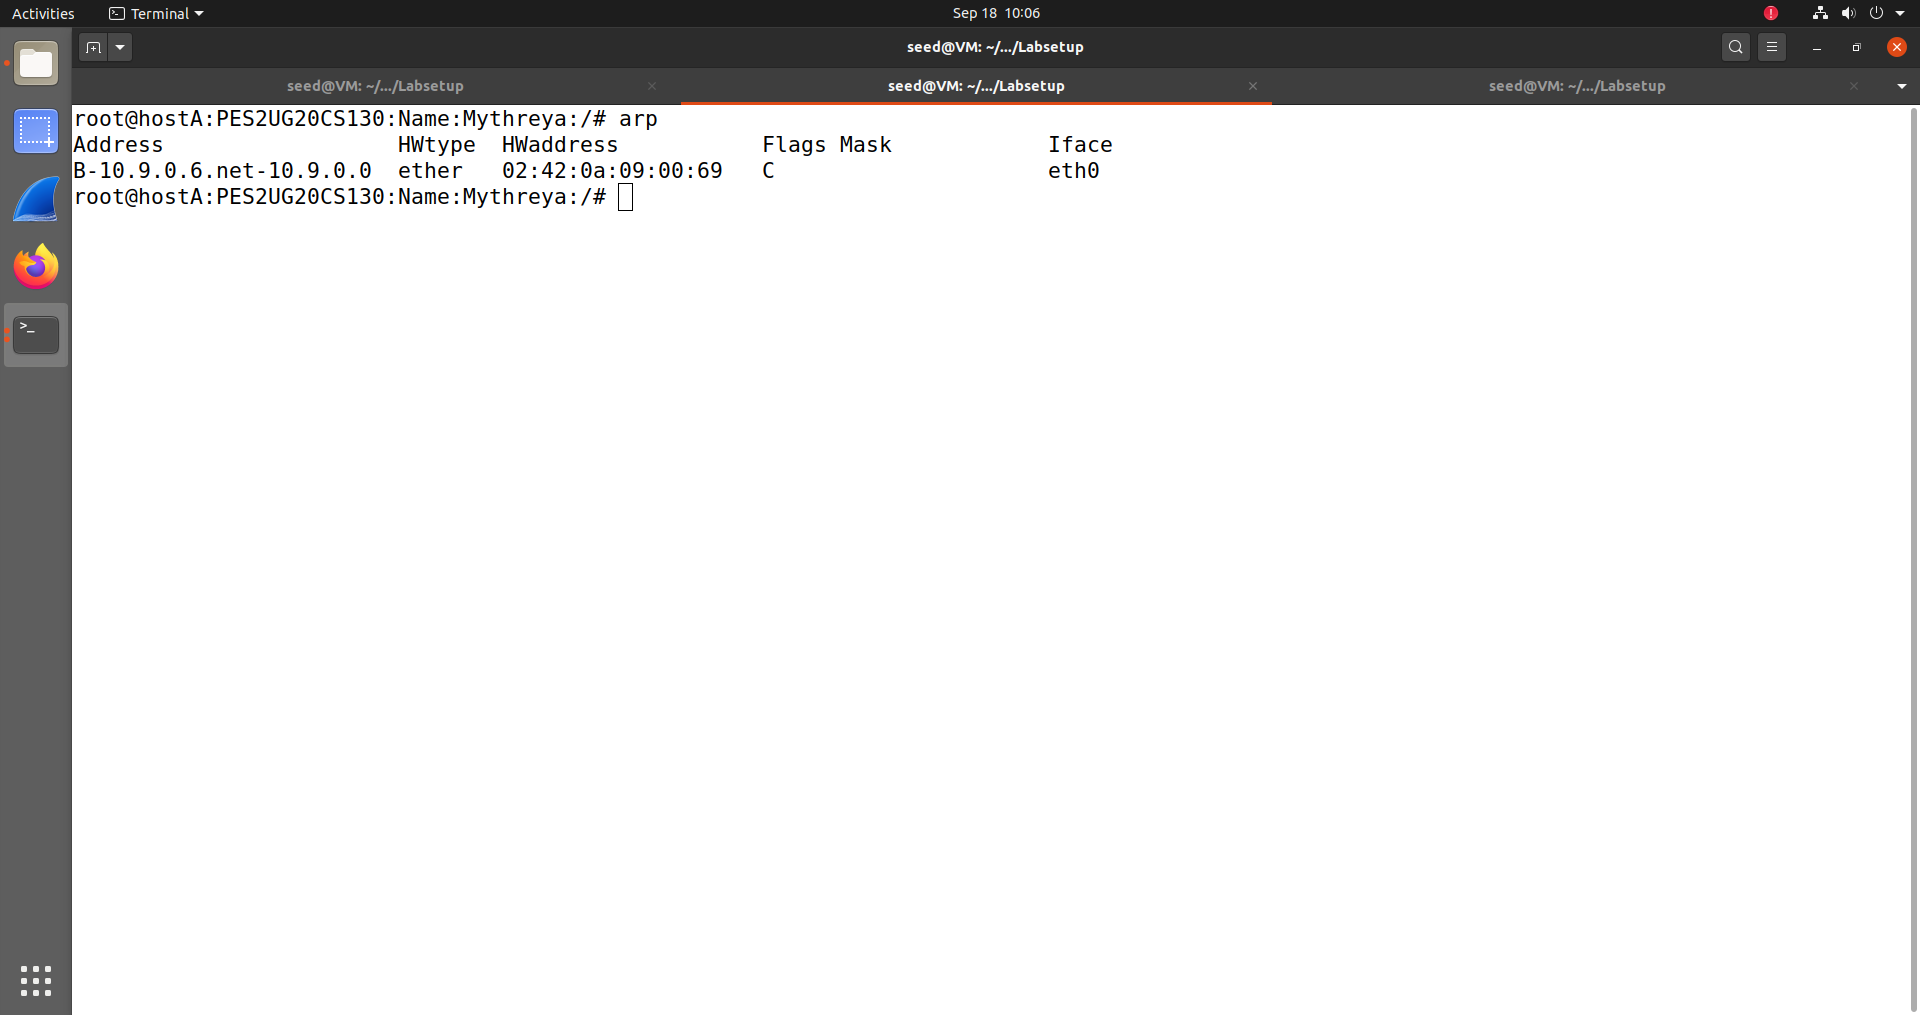 Activities Terminal Sep 18 10:06
seed@VM: ~/.../Labsetup
seed@VM: ~/.../Labsetup seed@VM: ~/.../Labsetup seed@VM: ~/.../Labsetup
root@hostA:PES2UG20CS130:Name:Mythreya:/# arp
Address HWtype HWaddress Flags Mask Iface
B-10.9.0.6.net-10.9.0.0 ether 02:42:0a:09:00:69 C eth0
root@hostA:PES2UG20CS130:Name:Mythreya:/#